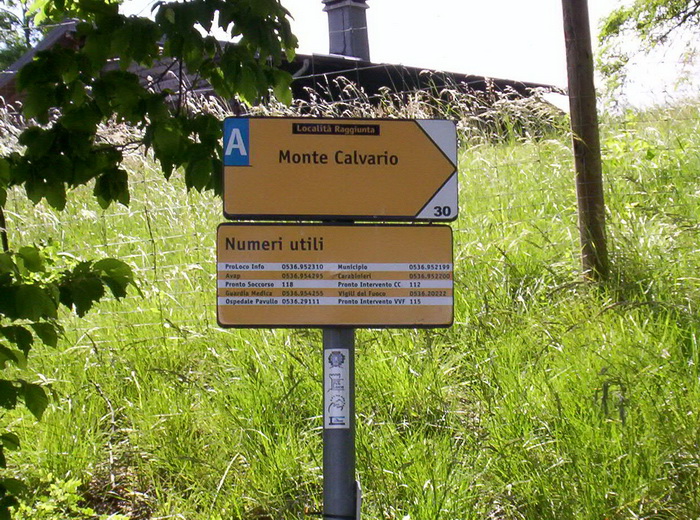 A
Località Raggiunta
Monte Calvario
30
Numeri utili
ProLoco Info 0536.952310 Municipio 0536.952199
Avap 0536.954295 Carabinieri 0536.952200
Pronto Soccorso 118 Pronto Intervento CC 112
Guardia Medica 0536.954255 Vigili del Fuoco 0536.20222
Ospedale Pavullo 0536.29111 Pronto Intervento VVF 115